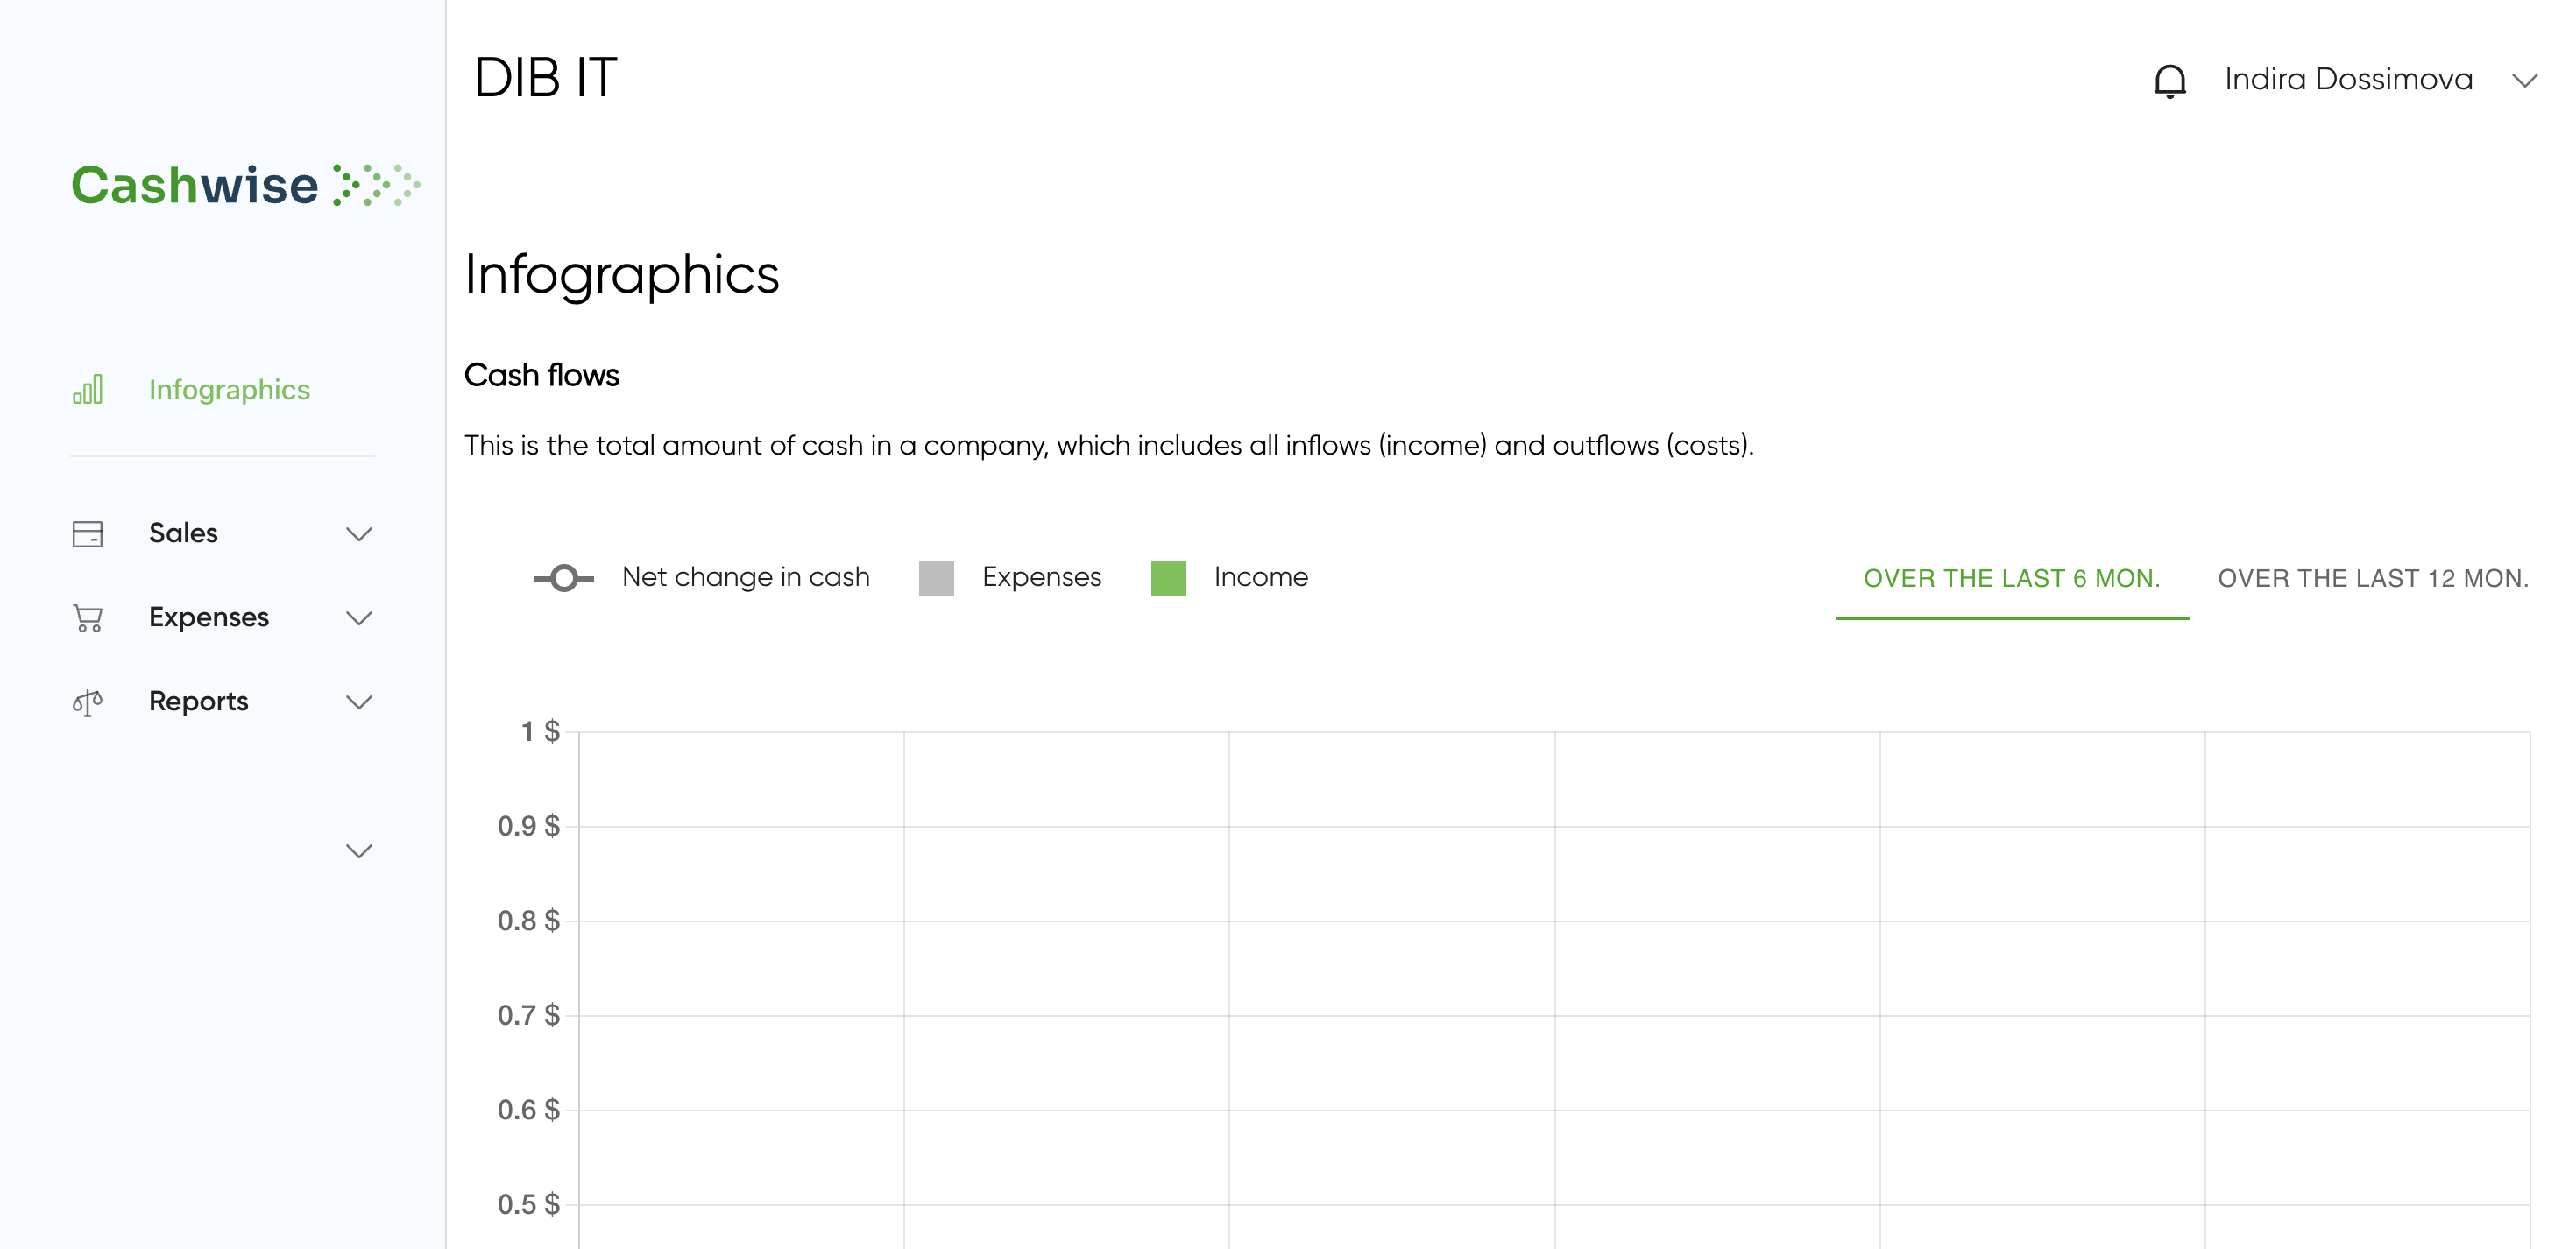 DIB IT
Indira Dossimova
Cashwise
Infographics
Sales
Expenses
Reports
Infographics
Cash flows
This is the total amount of cash in a company, which includes all inflows (income) and outflows (costs).
Net change in cash
Expenses
Income
OVER THE LAST 6 MON.
OVER THE LAST 12 MON.
1 $
0.9 $
0.8 $
0.7 $
0.6 $
0.5 $